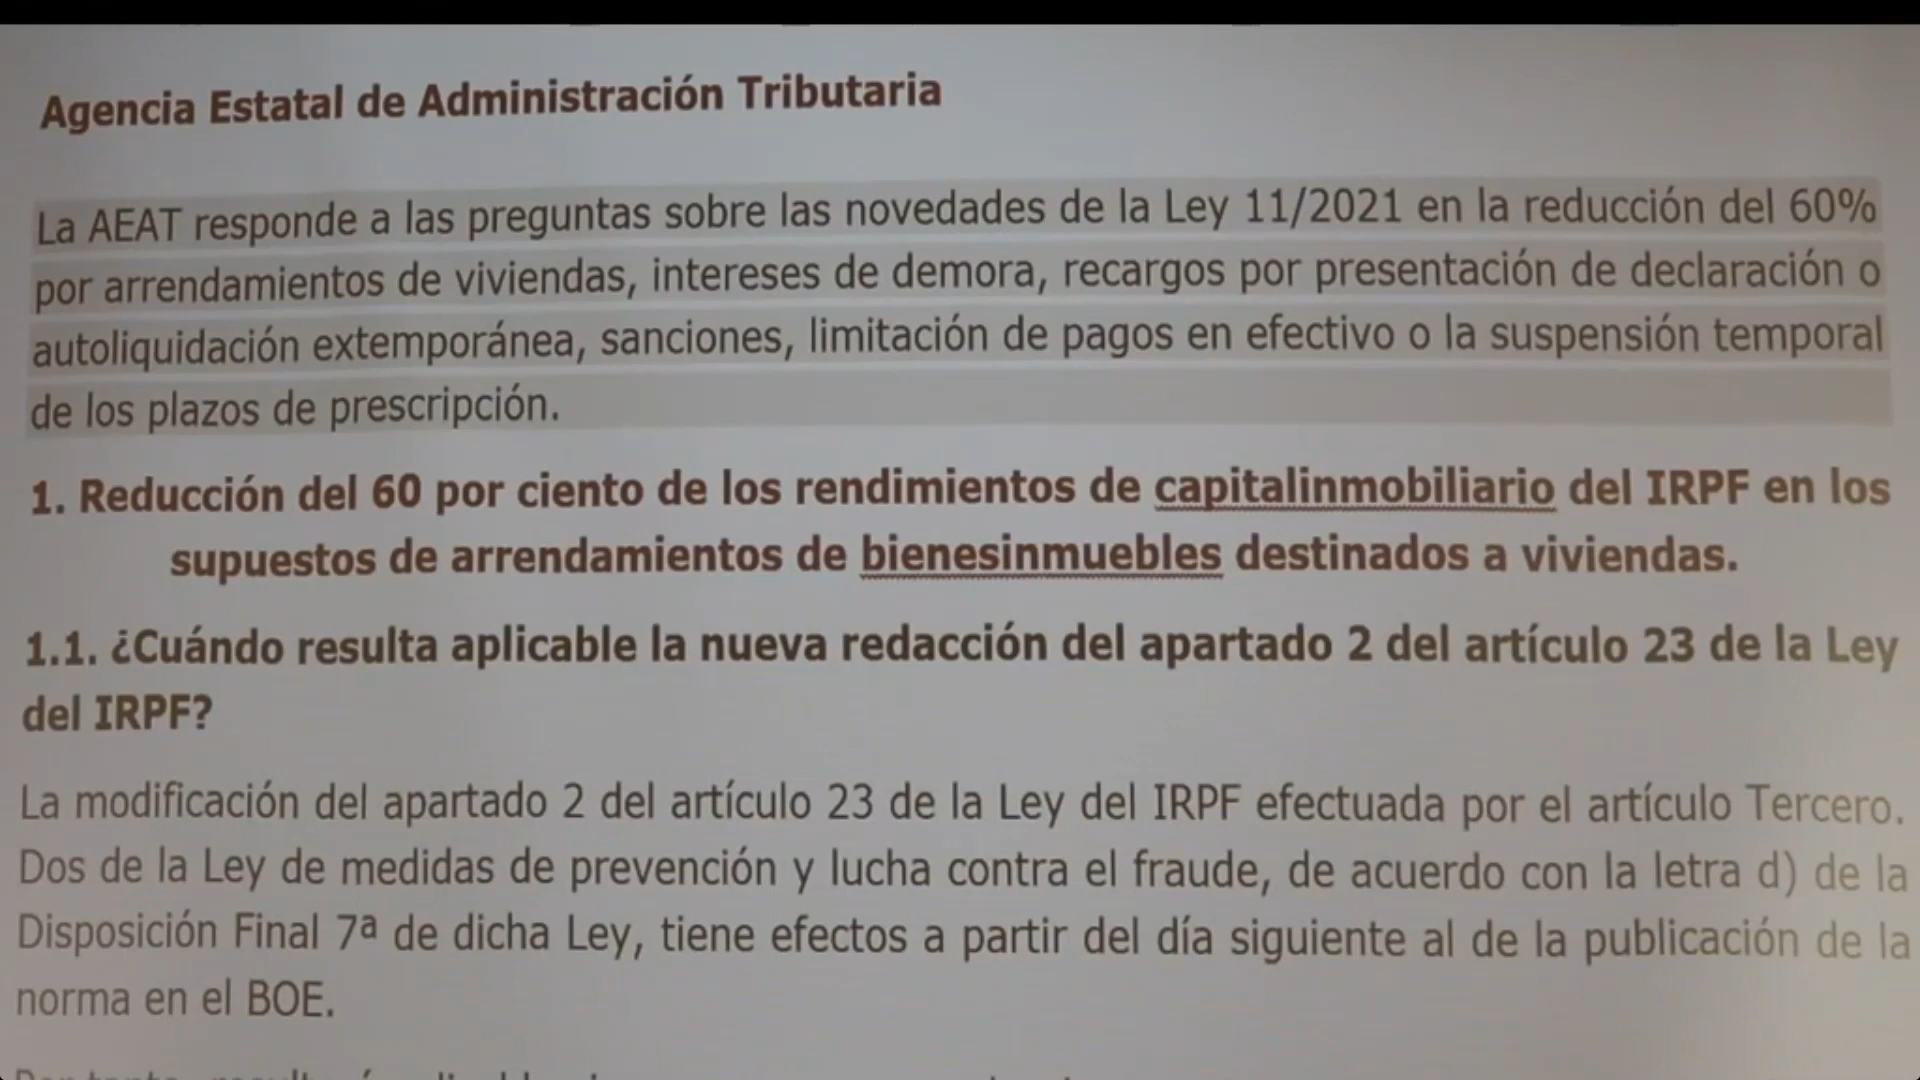 Agencia Estatal de Administración Tributaria
La AEAT responde a las preguntas sobre las novedades de la Ley 11/2021 en la reducción del 60%
por arrendamientos de viviendas, intereses de demora, recargos por presentación de declaración o
autoliquidación extemporánea, sanciones, limitación de pagos en efectivo o la suspensión temporal
de los plazos de prescripción.
1. Reducción del 60 por ciento de los rendimientos de capitalinmobiliario del IRPF en los
supuestos de arrendamientos de bienesinmuebles destinados a viviendas.
1.1. ¿Cuándo resulta aplicable la nueva redacción del apartado 2 del artículo 23 de la Ley
del IRPF?
La modificación del apartado 2 del artículo 23 de la Ley del IRPF efectuada por el artículo Tercero.
Dos de la Ley de medidas de prevención y lucha contra el fraude, de acuerdo con la letra d) de la
Disposición Final 7ª de dicha Ley, tiene efectos a partir del día siguiente al de la publicación de la
norma en el BOE.